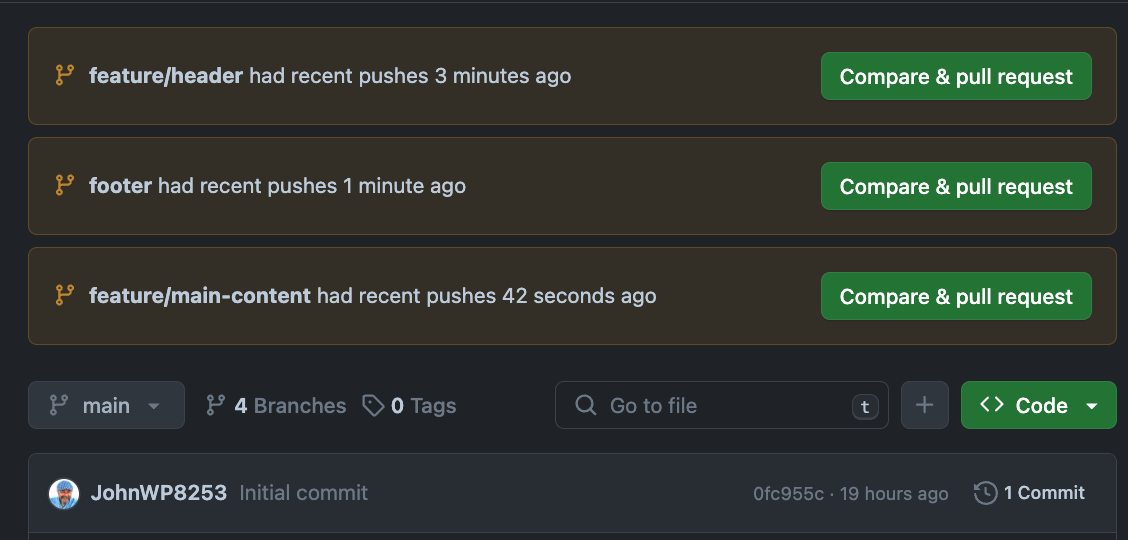 feature/header had recent pushes 3 minutes ago Compare & pull request
footer had recent pushes 1 minute ago Compare & pull request
feature/main-content had recent pushes 42 seconds ago Compare & pull request
main 4 Branches 0 Tags Go to file t + <> Code
JohnWP8253 Initial commit 0fc955c · 19 hours ago 1 Commit